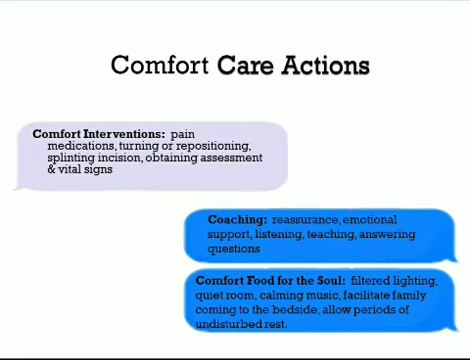 Comfort Care Actions
Comfort Interventions: pain
medications, turning or repositioning,
splinting incision, obtaining assessment
& vital signs
Coaching: reassurance, emotional
support, listening, teaching, answering
questions
Comfort Food for the Soul: filtered lighting,
quiet room, calming music, facilitate family
coming to the bedside, allow periods of
undisturbed rest.